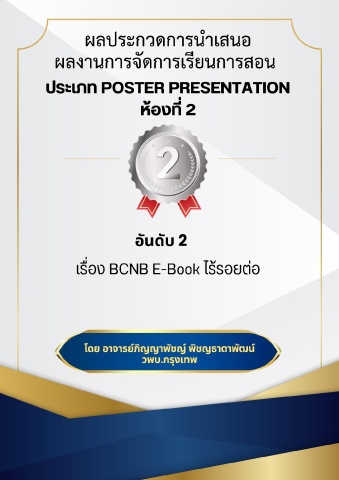 ผลประกวดการนำเสนอ
ผลงานการจัดการเรียนการสอน
ประเภท POSTER PRESENTATION
ห้องที่ 2
2
อันดับ 2
เรื่อง BCNB E-Book ไร้รอยต่อ
โดย อาจารย์ภิญญาพัชญ์ พิชญธาดาพัฒน์
วพบ.กรุงเทพ